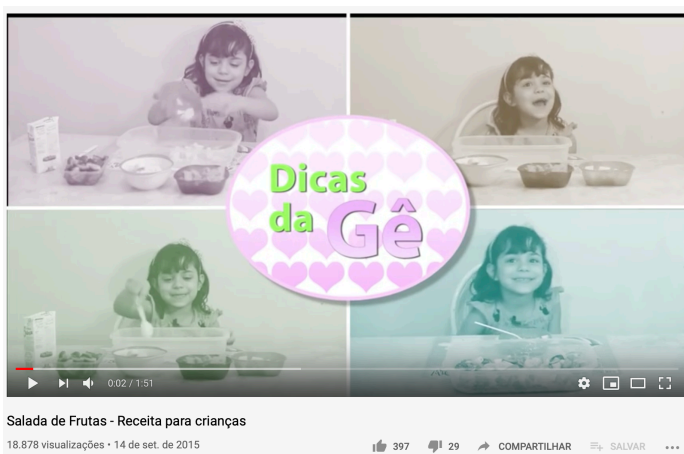 Dicas
da Gê
0:02 / 1:51
Salada de Frutas - Receita para crianças
18.878 visualizações • 14 de set. de 2015
397 29 COMPARTILHAR SALVAR